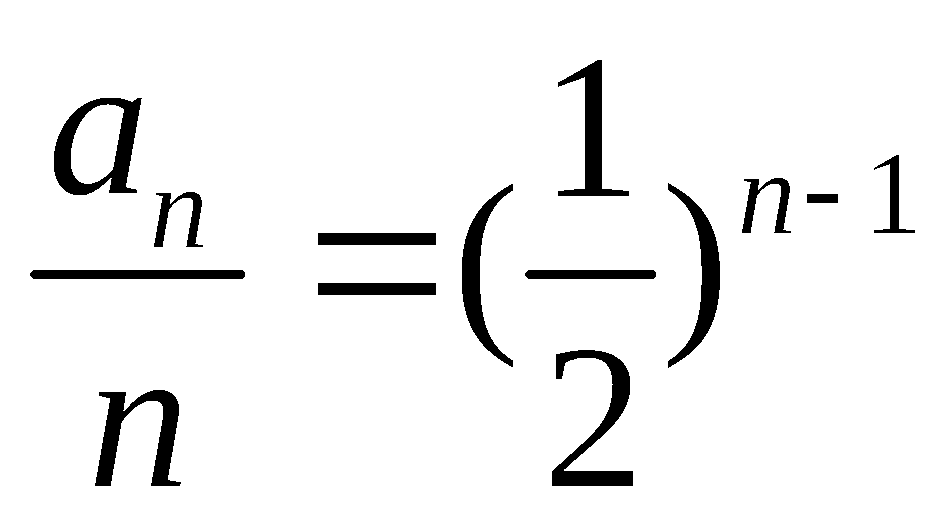 a_n/n = (1/2)^{n-1}